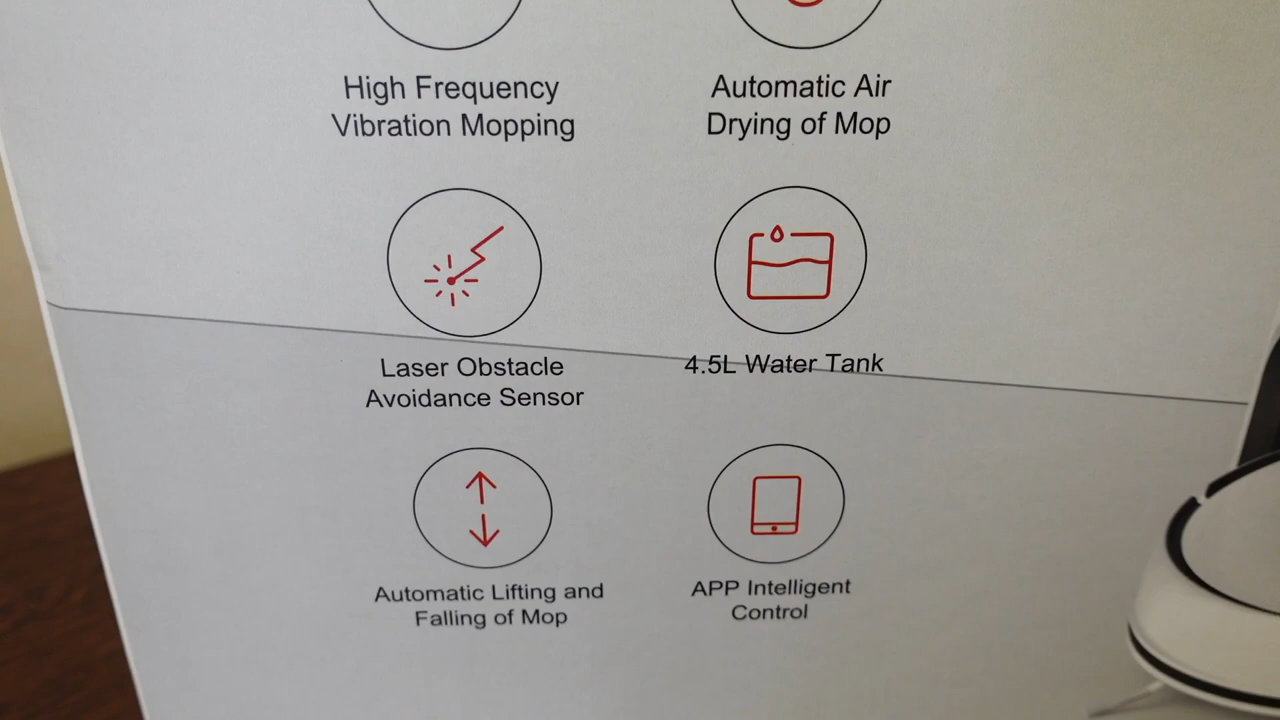 High Frequency
Vibration Mopping
Automatic Air
Drying of Mop
Laser Obstacle
Avoidance Sensor
4.5L Water Tank
Automatic Lifting and
Falling of Mop
APP Intelligent
Control